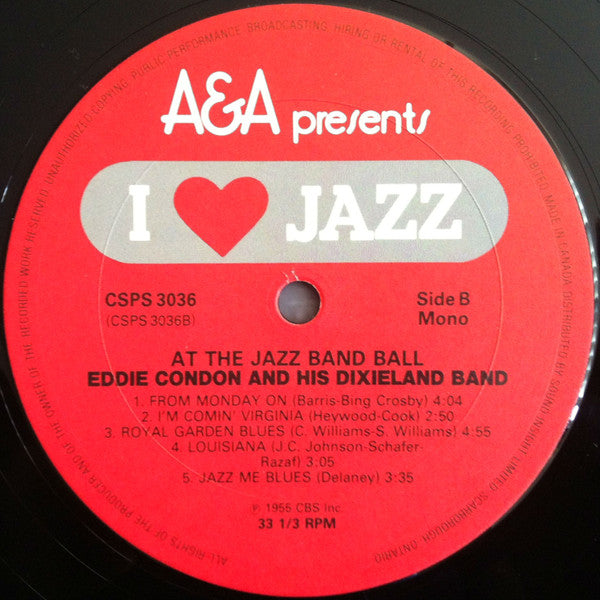 A&A presents
I ♥ JAZZ
CSPS 3036
(CSPS 3036B)
Side B
Mono
AT THE JAZZ BAND BALL
EDDIE CONDON AND HIS DIXIELAND BAND
1. FROM MONDAY ON (Barris-Bing Crosby) 4:04
2. I'M COMIN' VIRGINIA (Heywood-Cook) 2:50
3. ROYAL GARDEN BLUES (C. Williams-S. Williams) 4:55
4. LOUISIANA (J.C. Johnson-Schafer-
Razaf) 3:05
5. JAZZ ME BLUES (Delaney) 3:35
℗ 1955 CBS Inc.
33 1/3 RPM
ALL-RIGHTS OF THE PRODUCER AND OF THE OWNER OF THE RECORDED WORK RESERVED. UNAUTHORIZED COPYING, PUBLIC PERFORMANCE, BROADCASTING, HIRING OR RENTAL OF THIS RECORDING PROHIBITED. MADE IN CANADA. DISTRIBUTED BY SOUND INSIGHT LIMITED, SCARBOROUGH, ONTARIO